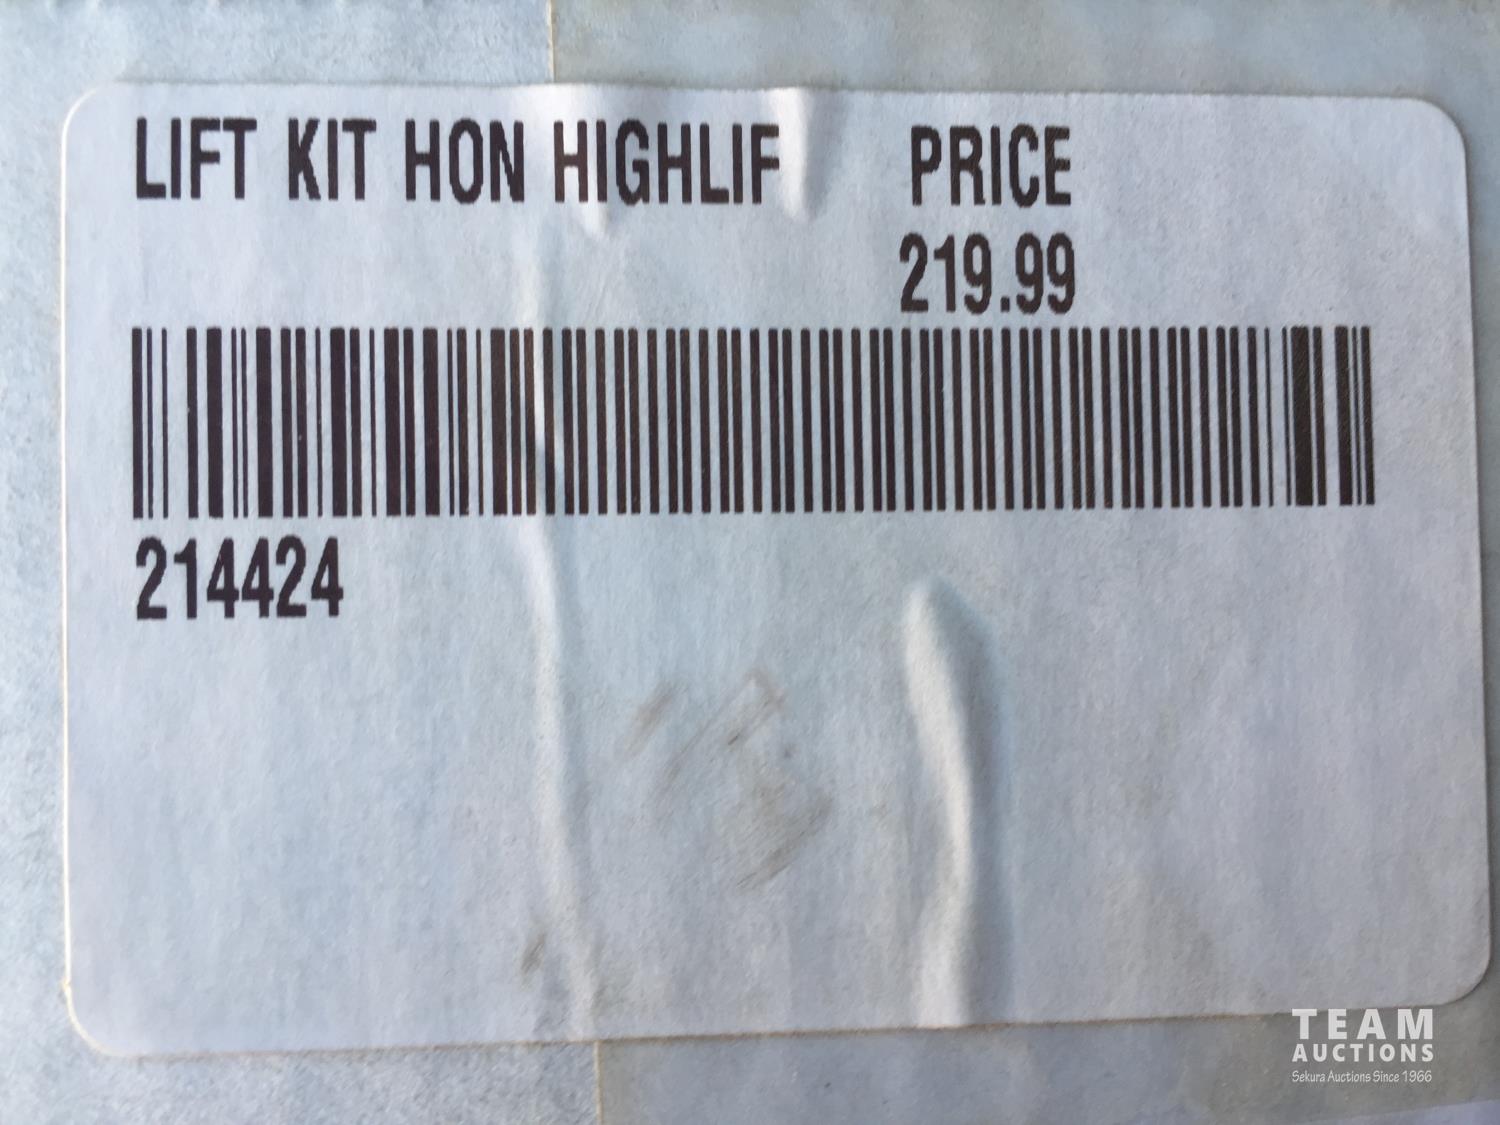 LIFT KIT HON HIGHLIF PRICE
219.99
214424
TEAM
AUCTIONS
Sekura Auctions Since 1966